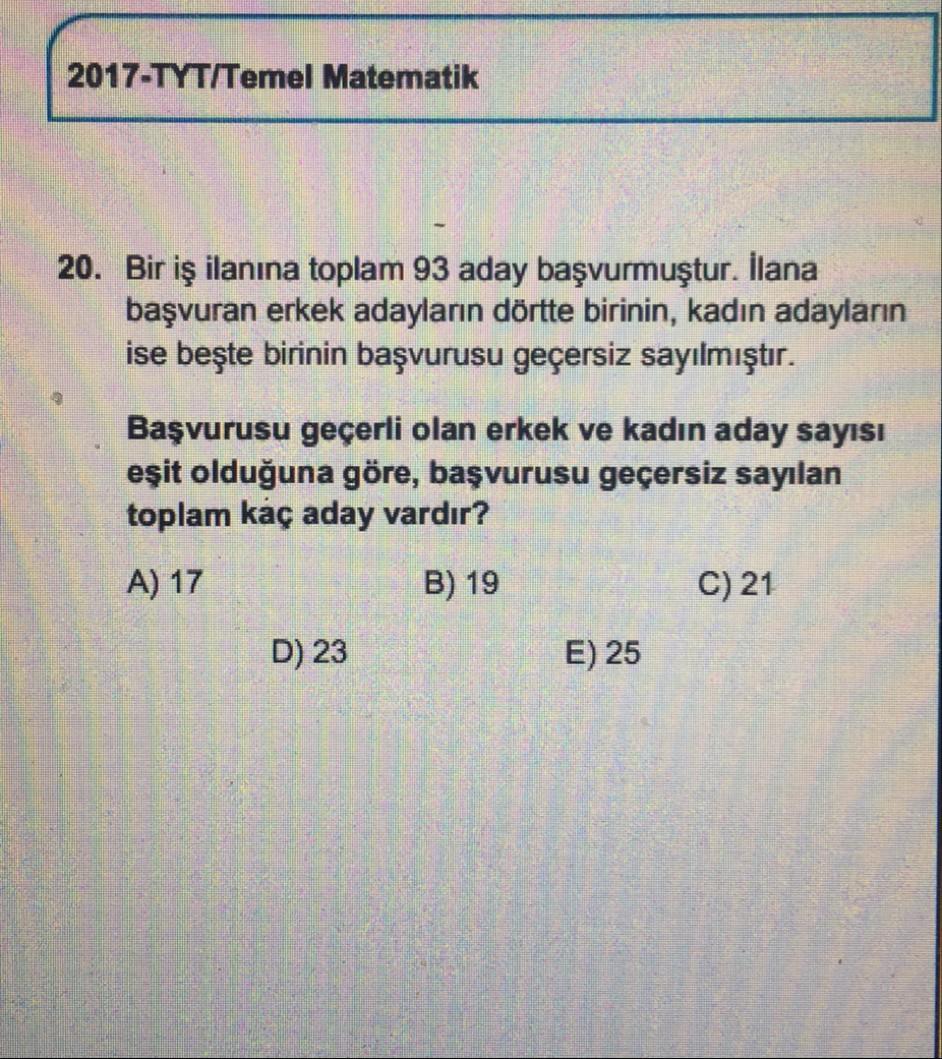 2017-TYT/Temel Matematik
20. Bir iş ilanına toplam 93 aday başvurmuştur. İlana
başvuran erkek adayların dörtte birinin, kadın adayların
ise beşte birinin başvurusu geçersiz sayılmıştır.
Başvurusu geçerli olan erkek ve kadın aday sayısı
eşit olduğuna göre, başvurusu geçersiz sayılan
toplam kaç aday vardır?
A) 17 B) 19 C) 21
D) 23 E) 25